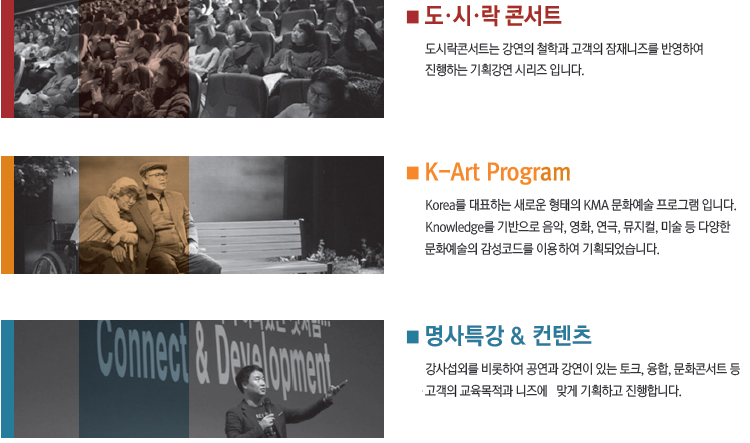 ■ 도·시·락 콘서트
도시락콘서트는 강연의 철학과 고객의 잠재니즈를 반영하여
진행하는 기획강연 시리즈 입니다.
■ K-Art Program
Korea를 대표하는 새로운 형태의 KMA 문화예술 프로그램 입니다.
Knowledge를 기반으로 음악, 영화, 연극, 뮤지컬, 미술 등 다양한
문화예술의 감성코드를 이용하여 기획되었습니다.
Connect & Development
■ 명사특강 & 컨텐츠
강사섭외를 비롯하여 공연과 강연이 있는 토크, 융합, 문화콘서트 등
고객의 교육목적과 니즈에 맞게 기획하고 진행합니다.